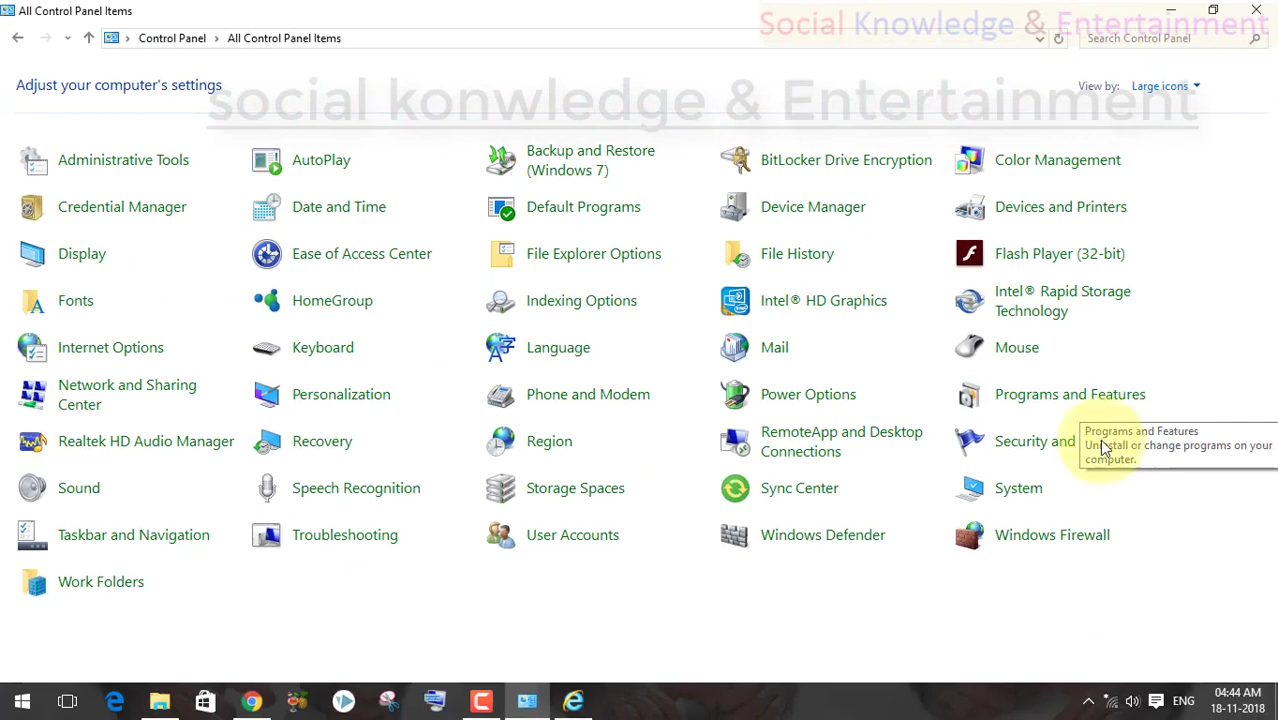 All Control Panel Items
Social Knowledge & Entertainment
Control Panel All Control Panel Items
Search Control Panel
Adjust your computer's settings
View by: Large icons
social konwledge & Entertainment
Administrative Tools
AutoPlay
Backup and Restore
(Windows 7)
BitLocker Drive Encryption
Color Management
Credential Manager
Date and Time
Default Programs
Device Manager
Devices and Printers
Display
Ease of Access Center
File Explorer Options
File History
Flash Player (32-bit)
Fonts
HomeGroup
Indexing Options
Intel® HD Graphics
Intel® Rapid Storage
Technology
Internet Options
Keyboard
Language
Mail
Mouse
Network and Sharing
Center
Personalization
Phone and Modem
Power Options
Programs and Features
Realtek HD Audio Manager
Recovery
Region
RemoteApp and Desktop
Connections
Security and
Programs and Features
Uninstall or change programs on your
computer.
Sound
Speech Recognition
Storage Spaces
Sync Center
System
Taskbar and Navigation
Troubleshooting
User Accounts
Windows Defender
Windows Firewall
Work Folders
ENG
04:44 AM
18-11-2018